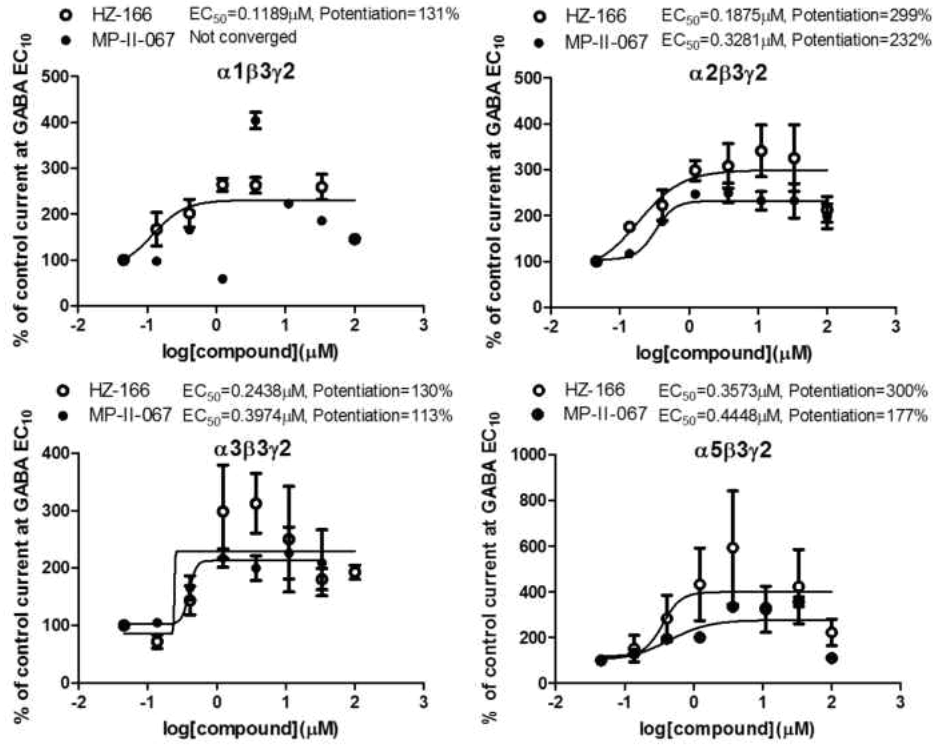 HZ-166 EC50=0.1189μM, Potentiation=131%
MP-II-067 Not converged
α1β3γ2
% of control current at GABA EC10
500
400
300
200
100
0
-2 -1 0 1 2 3
log[compound](μM)
HZ-166 EC50=0.1875μM, Potentiation=299%
MP-II-067 EC50=0.3281μM, Potentiation=232%
α2β3γ2
% of control current at GABA EC10
500
400
300
200
100
0
-2 -1 0 1 2 3
log[compound](μM)
HZ-166 EC50=0.2438μM, Potentiation=130%
MP-II-067 EC50=0.3974μM, Potentiation=113%
α3β3γ2
% of control current at GABA EC10
400
300
200
100
0
-2 -1 0 1 2 3
log[compound](μM)
HZ-166 EC50=0.3573μM, Potentiation=300%
MP-II-067 EC50=0.4448μM, Potentiation=177%
α5β3γ2
% of control current at GABA EC10
1000
800
600
400
200
0
-2 -1 0 1 2 3
log[compound](μM)